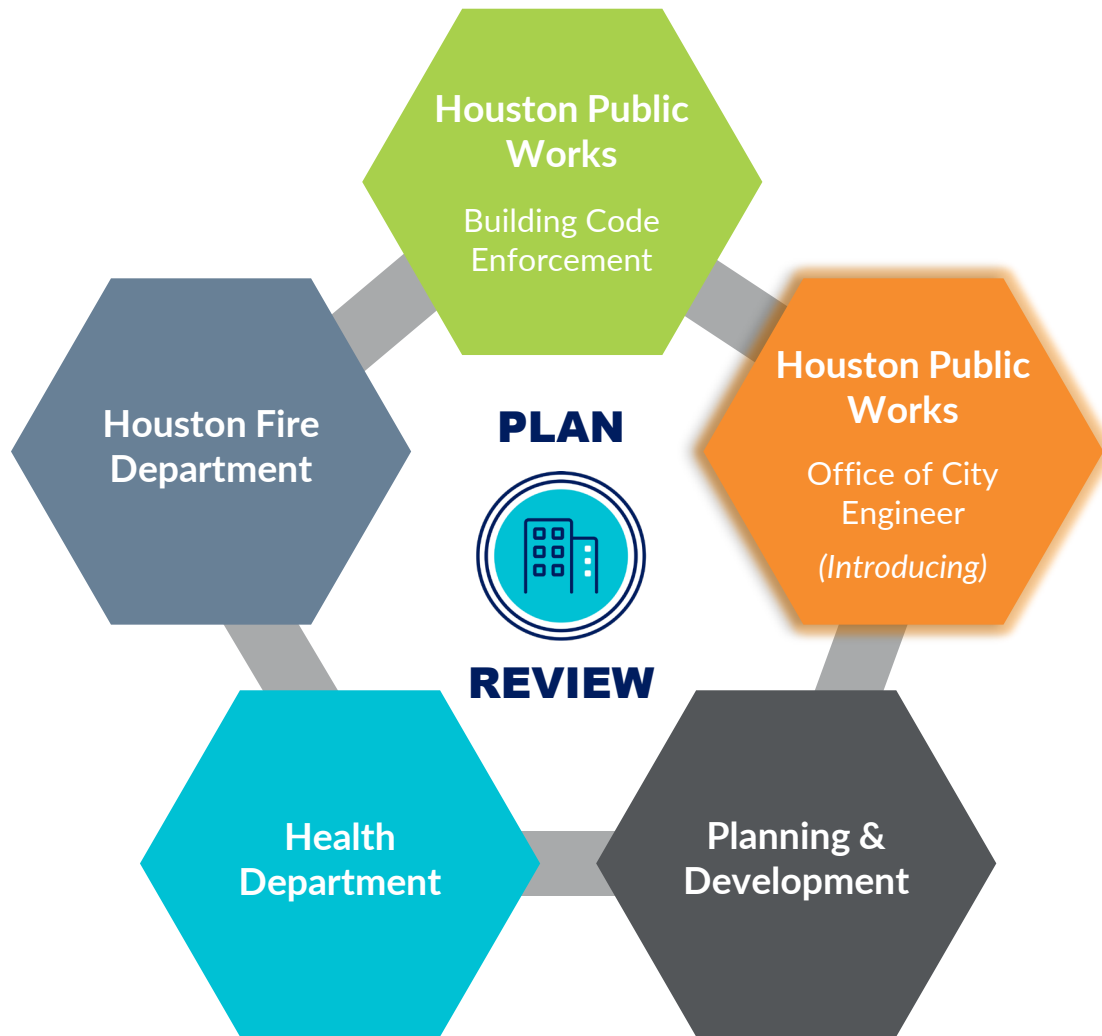 Houston Public
Works
Building Code
Enforcement
Houston Public
Works
Office of City
Engineer
(Introducing)
Houston Fire
Department
PLAN
REVIEW
Health
Department
Planning &
Development